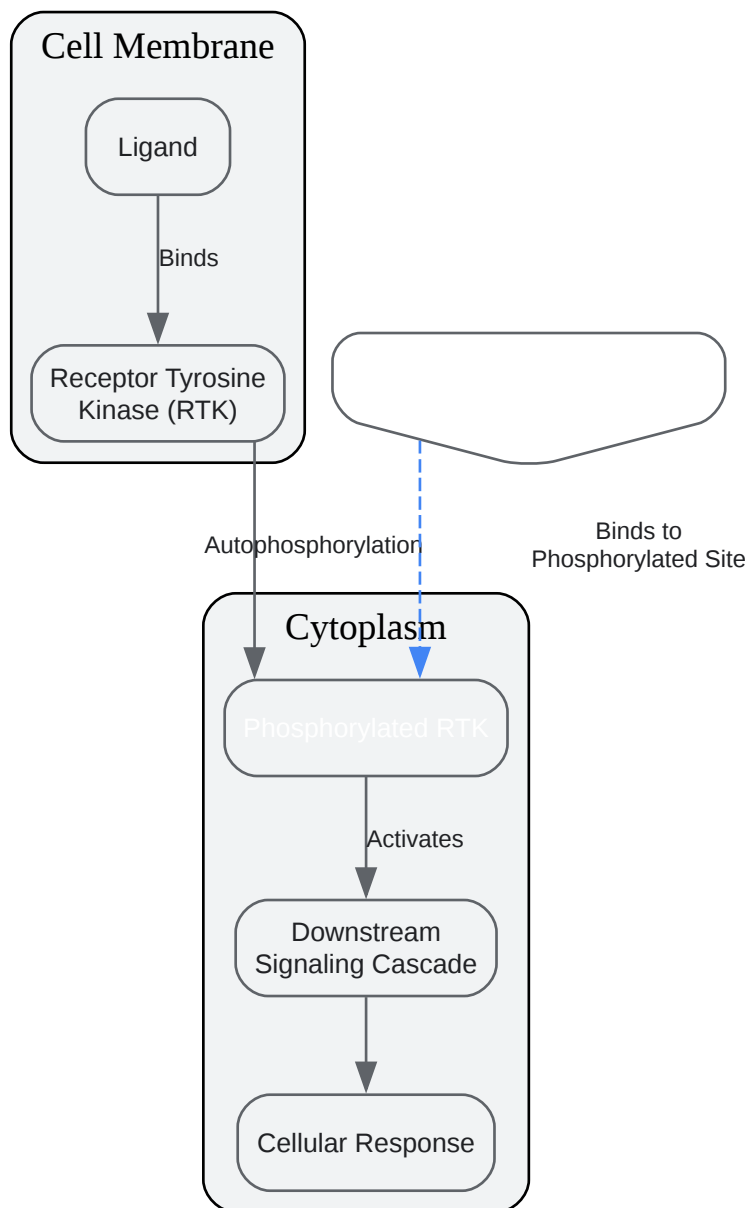 Cell Membrane
Ligand
Binds
Receptor Tyrosine
Kinase (RTK)
Autophosphorylation
Binds to
Phosphorylated Site
Cytoplasm
Phosphorylated RTK
Activates
Downstream
Signaling Cascade
Cellular Response